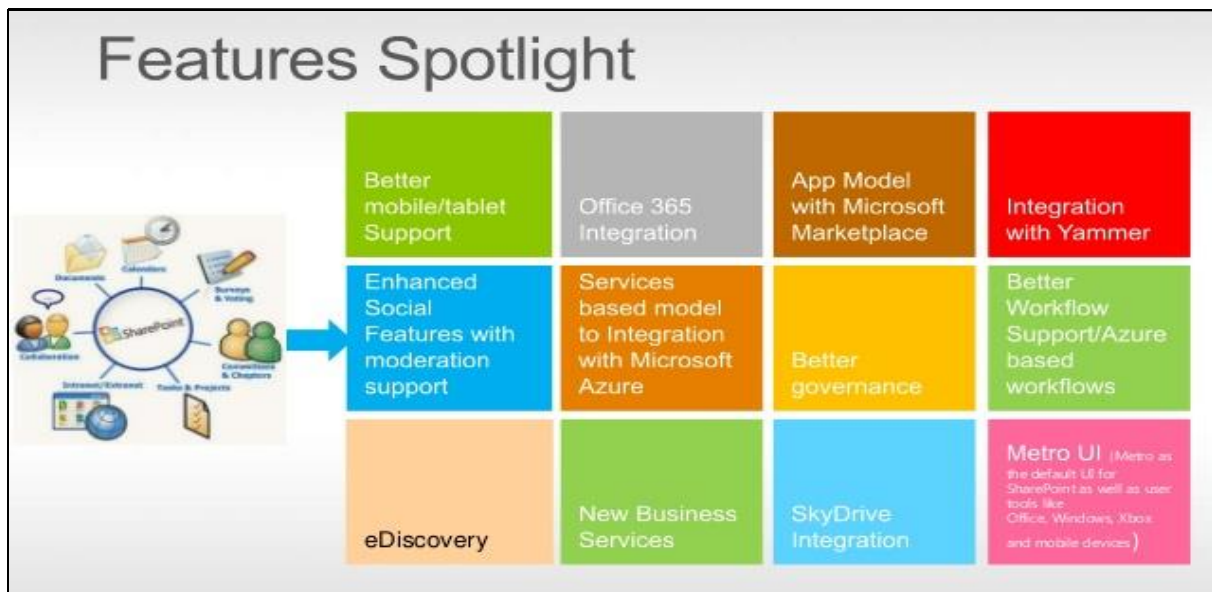 Features Spotlight
Documents
Calendars
Surveys
& Voting
SharePoint
Collaboration
Committees
& Chapters
Intranet/Extranet
Tasks & Projects
Better
mobile/tablet
Support
Office 365
Integration
App Model
with Microsoft
Marketplace
Integration
with Yammer
Enhanced
Social
Features with
moderation
support
Services
based model
to Integration
with Microsoft
Azure
Better
governance
Better
Workflow
Support/Azure
based
workflows
eDiscovery
New Business
Services
SkyDrive
Integration
Metro UI (Metro as
the default UI for
SharePoint as well as user
tools like
Office, Windows, Xbox
and mobile devices)